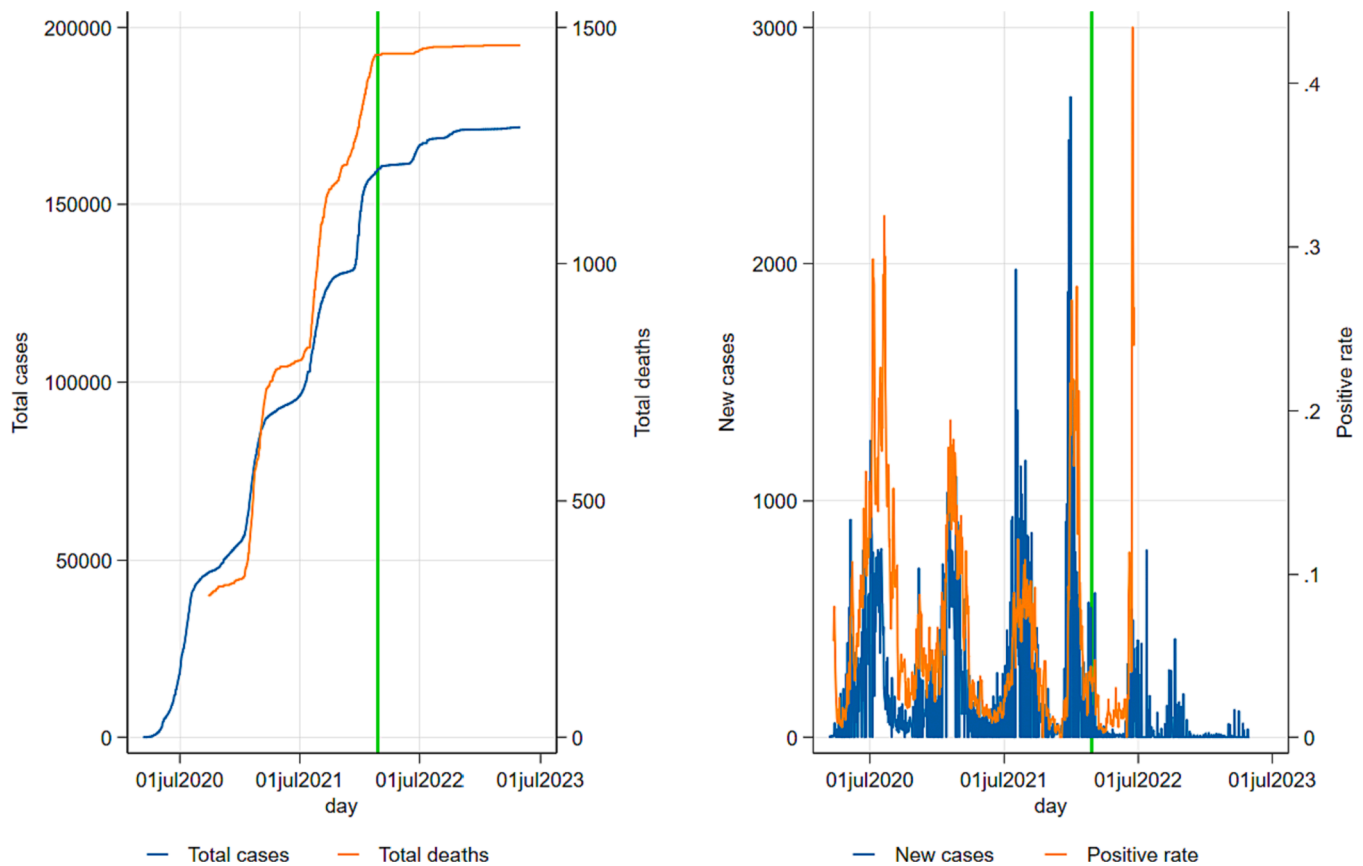 200000
150000
100000
50000
0
Total cases
1500
1000
500
0
Total deaths
01jul2020
01jul2021
01jul2022
01jul2023
day
Total cases
Total deaths
3000
2000
1000
0
New cases
.4
.3
.2
.1
0
Positive rate
01jul2020
01jul2021
01jul2022
01jul2023
day
New cases
Positive rate